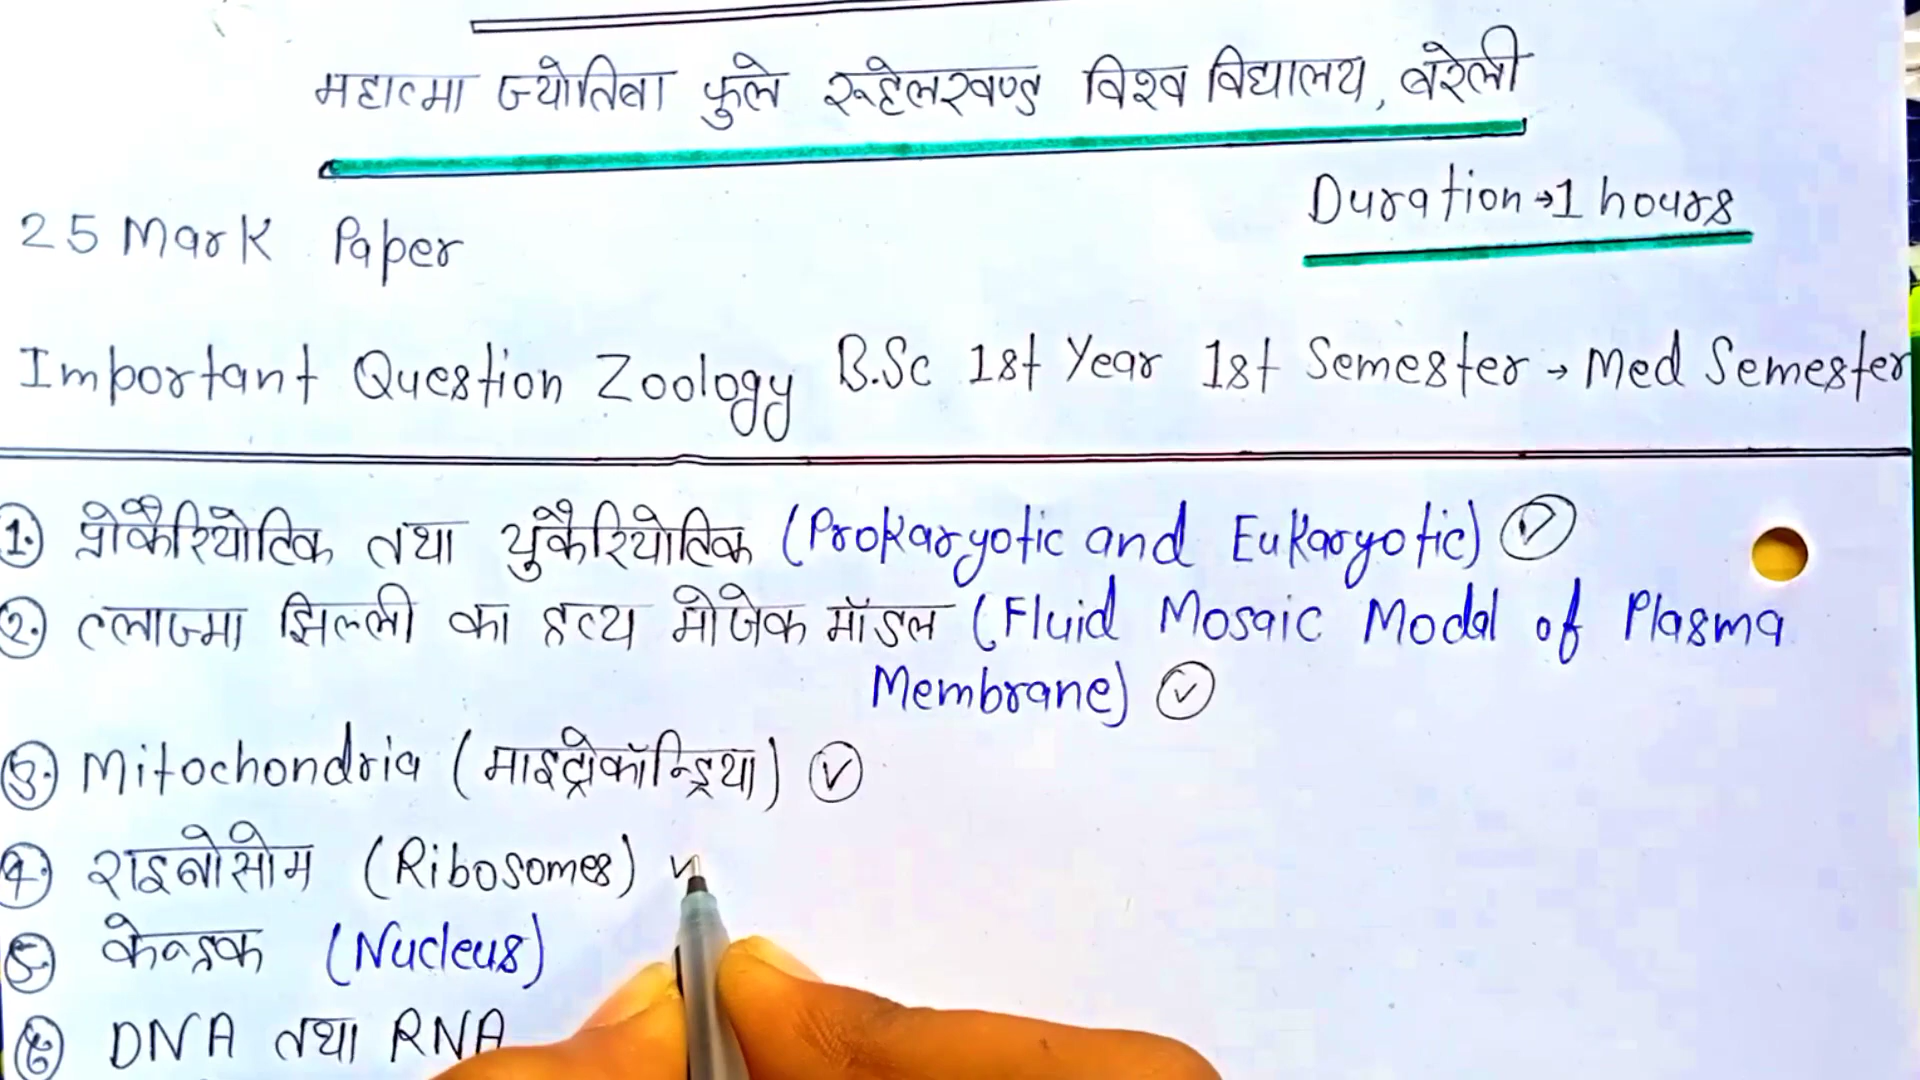 महात्मा ज्योतिबा फुले रूहेलखण्ड विश्व विद्यालय, बरेली
Duration→1 hours
25 Mark Paper
Important Question Zoology B.Sc 1st Year 1st Semester → Med Semester
1. प्रोकैरियोटिक तथा युकैरियोटिक (Prokaryotic and Eukaryotic)
2. प्लाज्मा झिल्ली का द्रव्य मोजेक मॉडल (Fluid Mosaic Modal of Plasma
Membrane)
3. Mitochondria (माइट्रोकॉन्ड्रिया)
4. राइबोसोम (Ribosomes)
5. केन्द्रक (Nucleus)
6. DNA तथा RNA